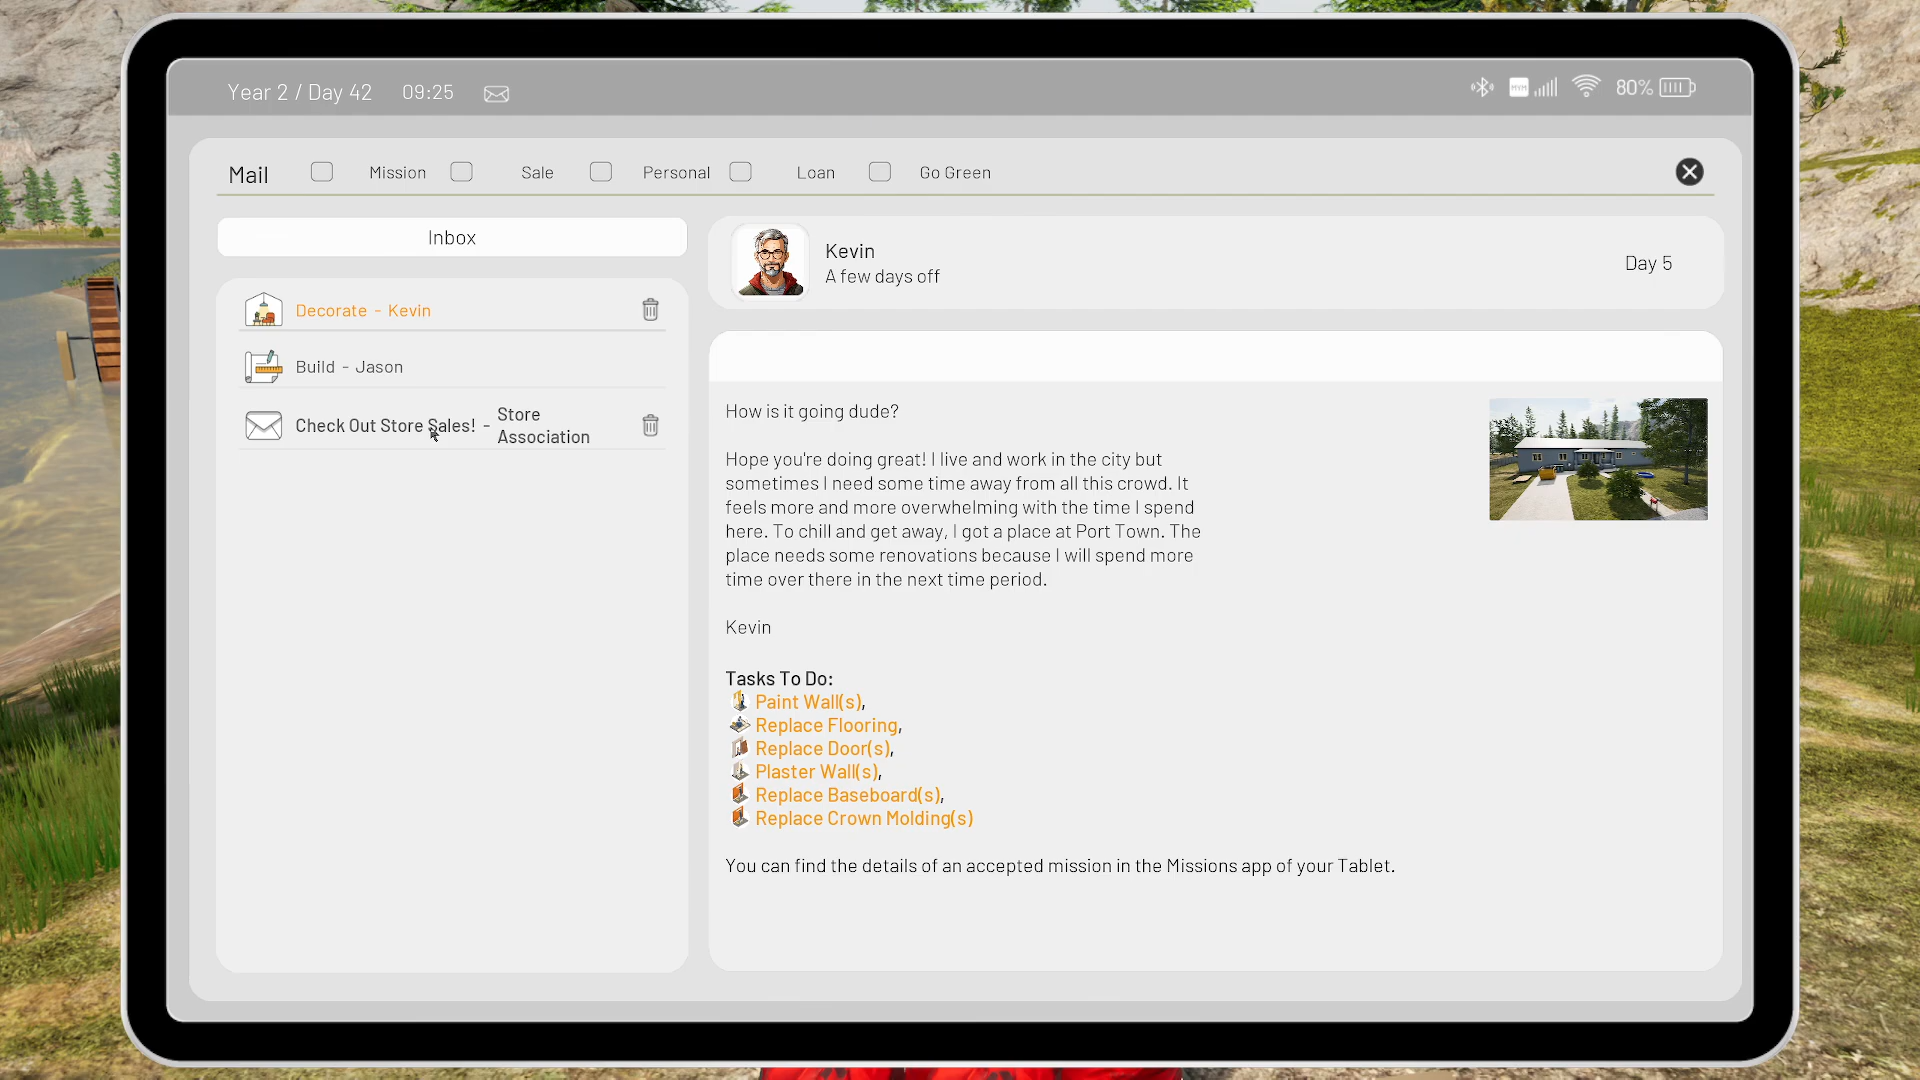 Year 2 / Day 42 09:25
MYM 80%
Mail Mission Sale Personal Loan Go Green
Inbox
Decorate - Kevin
Build - Jason
Check Out Store Sales! - Store Association
Kevin
A few days off
Day 5
How is it going dude?
Hope you're doing great! I live and work in the city but
sometimes I need some time away from all this crowd. It
feels more and more overwhelming with the time I spend
here. To chill and get away, I got a place at Port Town. The
place needs some renovations because I will spend more
time over there in the next time period.
Kevin
Tasks To Do:
Paint Wall(s),
Replace Flooring,
Replace Door(s),
Plaster Wall(s),
Replace Baseboard(s),
Replace Crown Molding(s)
You can find the details of an accepted mission in the Missions app of your Tablet.